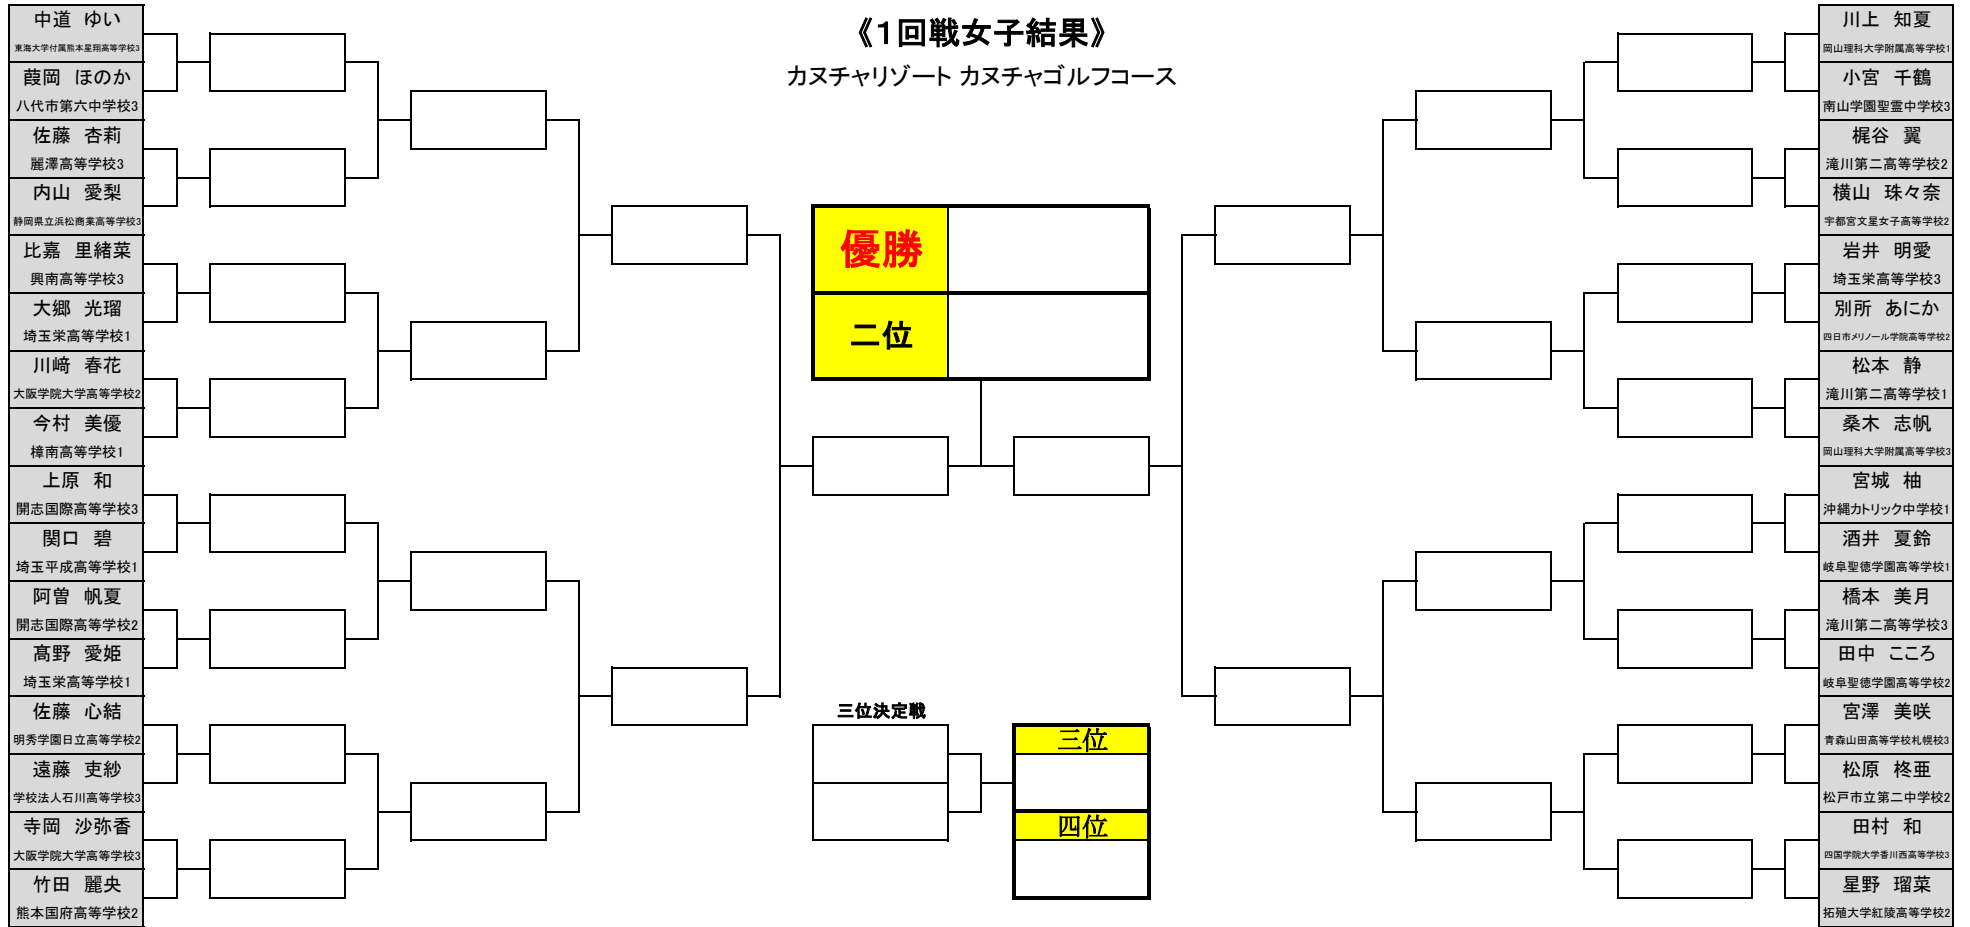 《1回戦女子結果》
カヌチャリゾート カヌチャゴルフコース
中道 ゆい
東海大学付属熊本星翔高等学校3
葭岡 ほのか
八代市第六中学校3
佐藤 杏莉
麗澤高等学校3
内山 愛梨
静岡県立浜松商業高等学校3
比嘉 里緒菜
興南高等学校3
大郷 光瑠
埼玉栄高等学校1
川﨑 春花
大阪学院大学高等学校2
今村 美優
樟南高等学校1
上原 和
開志国際高等学校3
関口 碧
埼玉平成高等学校1
阿曽 帆夏
開志国際高等学校2
髙野 愛姫
埼玉栄高等学校1
佐藤 心結
明秀学園日立高等学校2
遠藤 吏紗
学校法人石川高等学校3
寺岡 沙弥香
大阪学院大学高等学校3
竹田 麗央
熊本国府高等学校2
優勝
二位
三位決定戦
三位
四位
川上 知夏
岡山理科大学附属高等学校1
小宮 千鶴
南山学園聖霊中学校3
梶谷 翼
滝川第二高等学校2
横山 珠々奈
宇都宮文星女子高等学校2
岩井 明愛
埼玉栄高等学校3
別所 あにか
四日市メリノール学院高等学校2
松本 静
滝川第二高等学校1
桑木 志帆
岡山理科大学附属高等学校3
宮城 柚
沖縄カトリック中学校1
酒井 夏鈴
岐阜聖徳学園高等学校1
橋本 美月
滝川第二高等学校3
田中 こころ
岐阜聖徳学園高等学校2
宮澤 美咲
青森山田高等学校札幌校3
松原 柊亜
松戸市立第二中学校2
田村 和
四国学院大学香川西高等学校3
星野 瑠菜
拓殖大学紅陵高等学校2